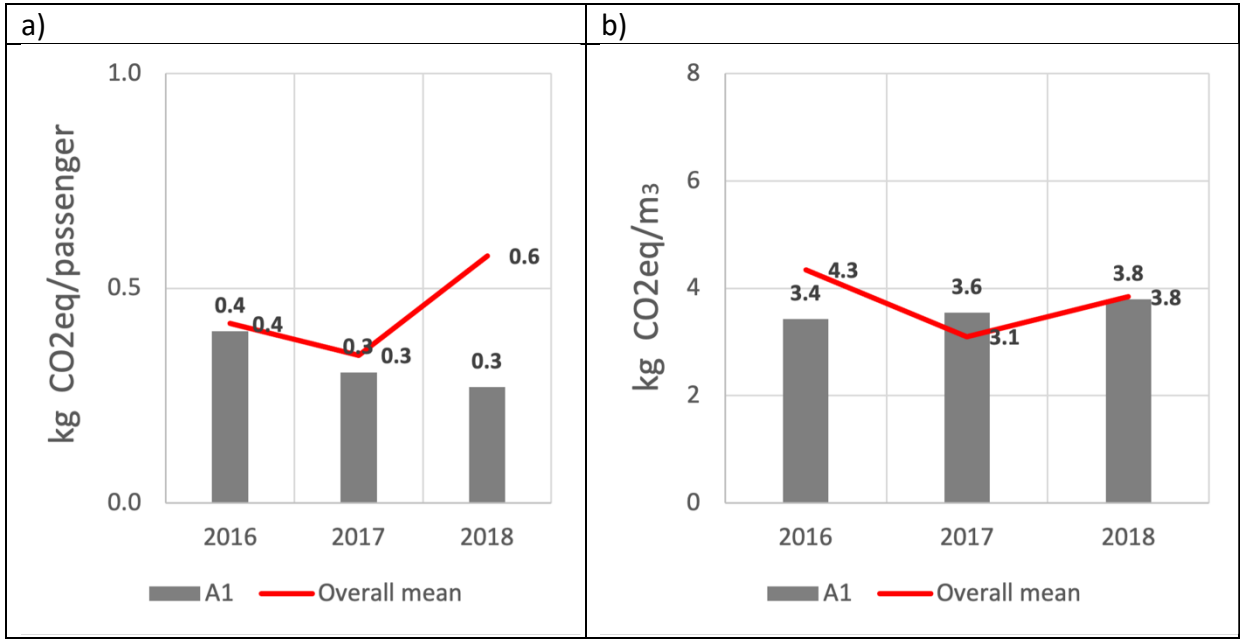 a)
kg CO2eq/passenger
1.0
0.5
0.0
0.4
0.4
0.3
0.3
0.3
0.6
2016 2017 2018
A1 Overall mean
b)
kg CO2eq/m3
8
6
4
2
0
4.3
3.4
3.6
3.1
3.8
3.8
2016 2017 2018
A1 Overall mean